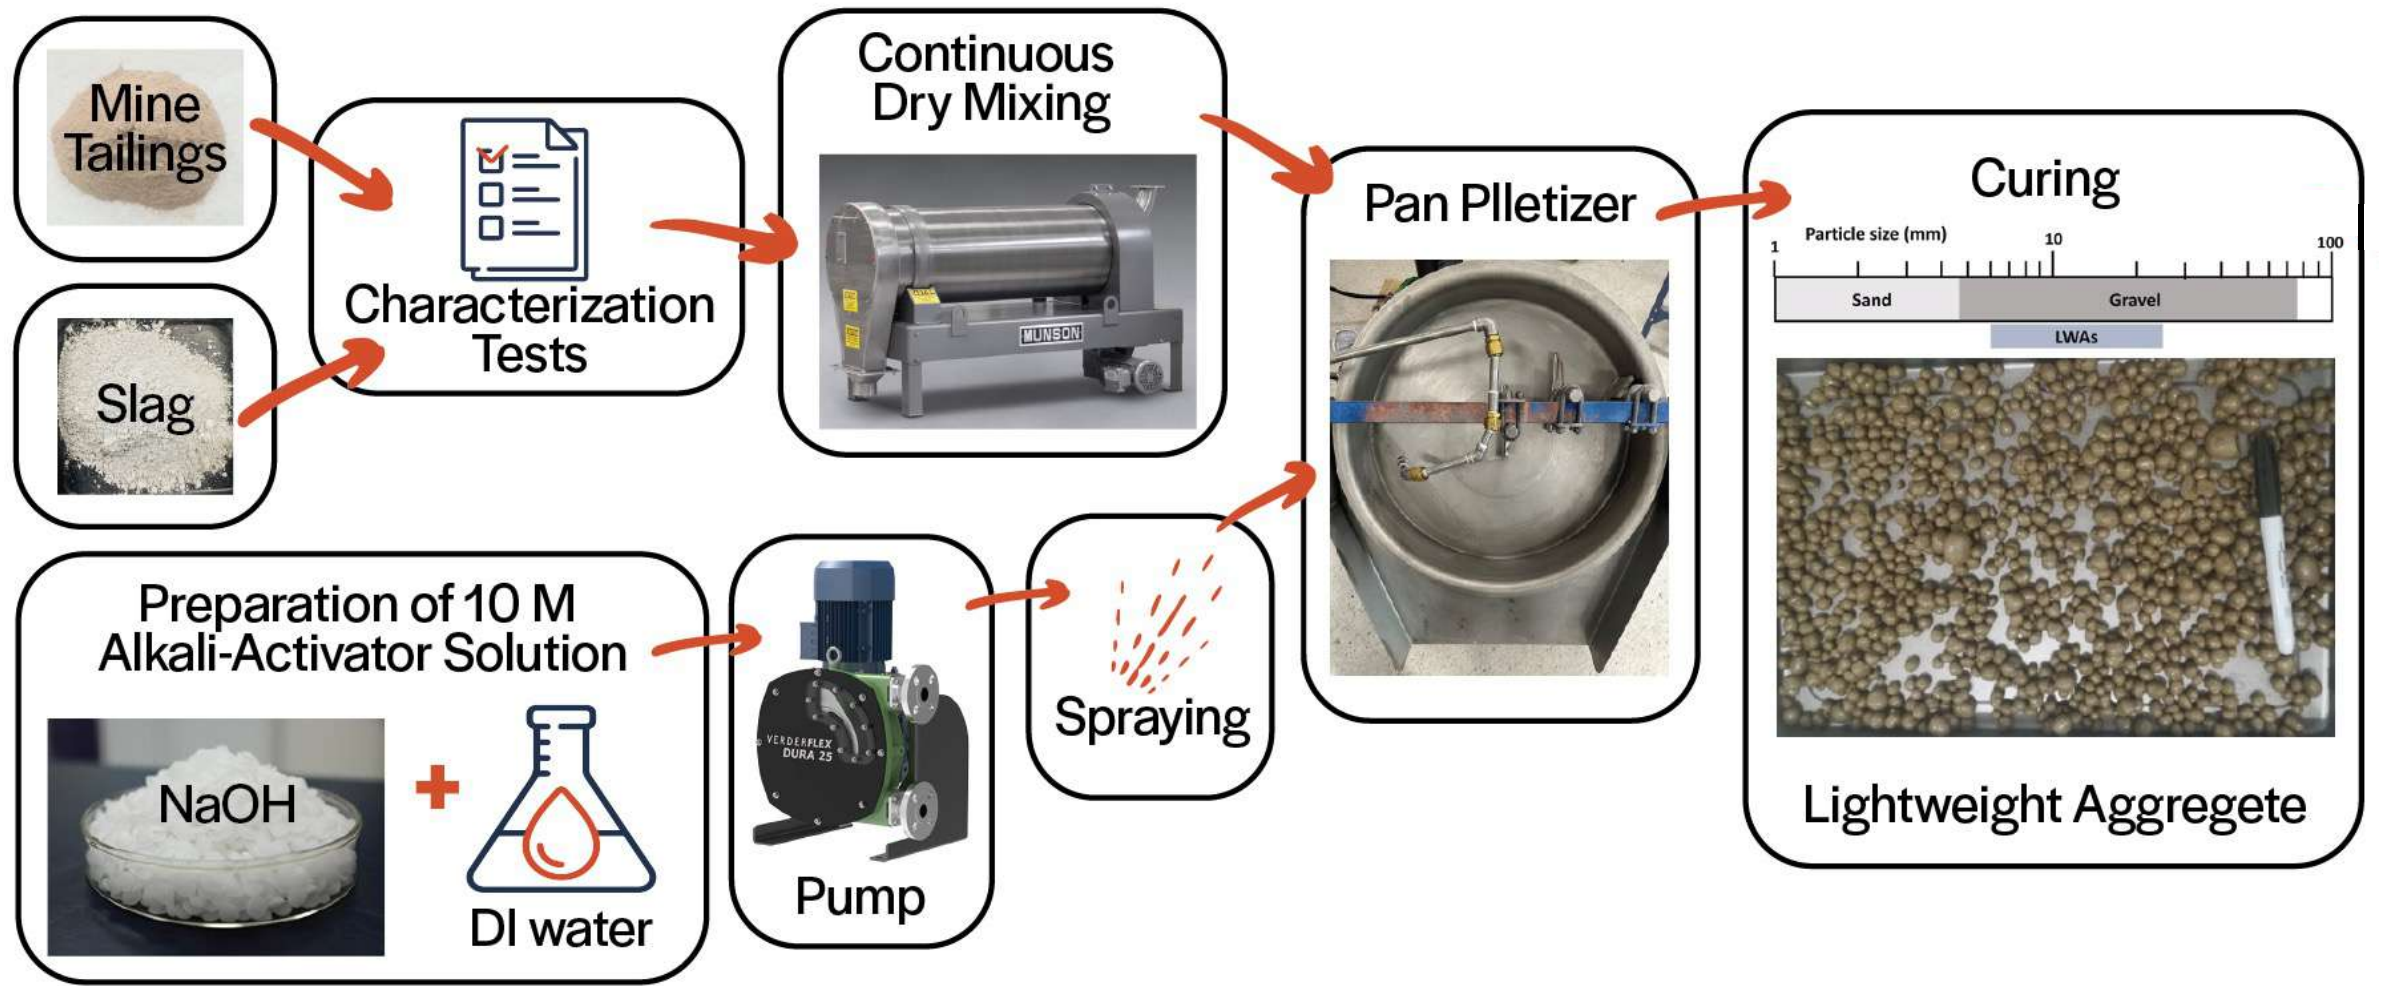 Mine
Tailings
Slag
Characterization
Tests
Continuous
Dry Mixing
MUNSON
Preparation of 10 M
Alkali-Activator Solution
NaOH
+
DI water
VERDERFLEX
DURA 25
Pump
Spraying
Pan Plletizer
Curing
Particle size (mm)
1
10
100
Sand
Gravel
LWAs
Lightweight Aggregete